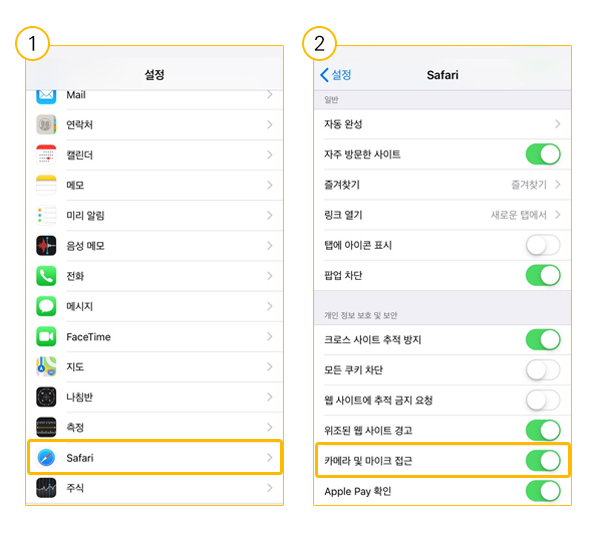 1
설정
Mail
연락처
캘린더
메모
미리 알림
음성 메모
전화
메시지
FaceTime
지도
나침반
측정
Safari
주식
2
설정
Safari
일반
자동 완성
자주 방문한 사이트
즐겨찾기 즐겨찾기
링크 열기 새로운 탭에서
탭에 아이콘 표시
팝업 차단
개인 정보 보호 및 보안
크로스 사이트 추적 방지
모든 쿠키 차단
웹 사이트에 추적 금지 요청
위조된 웹 사이트 경고
카메라 및 마이크 접근
Apple Pay 확인